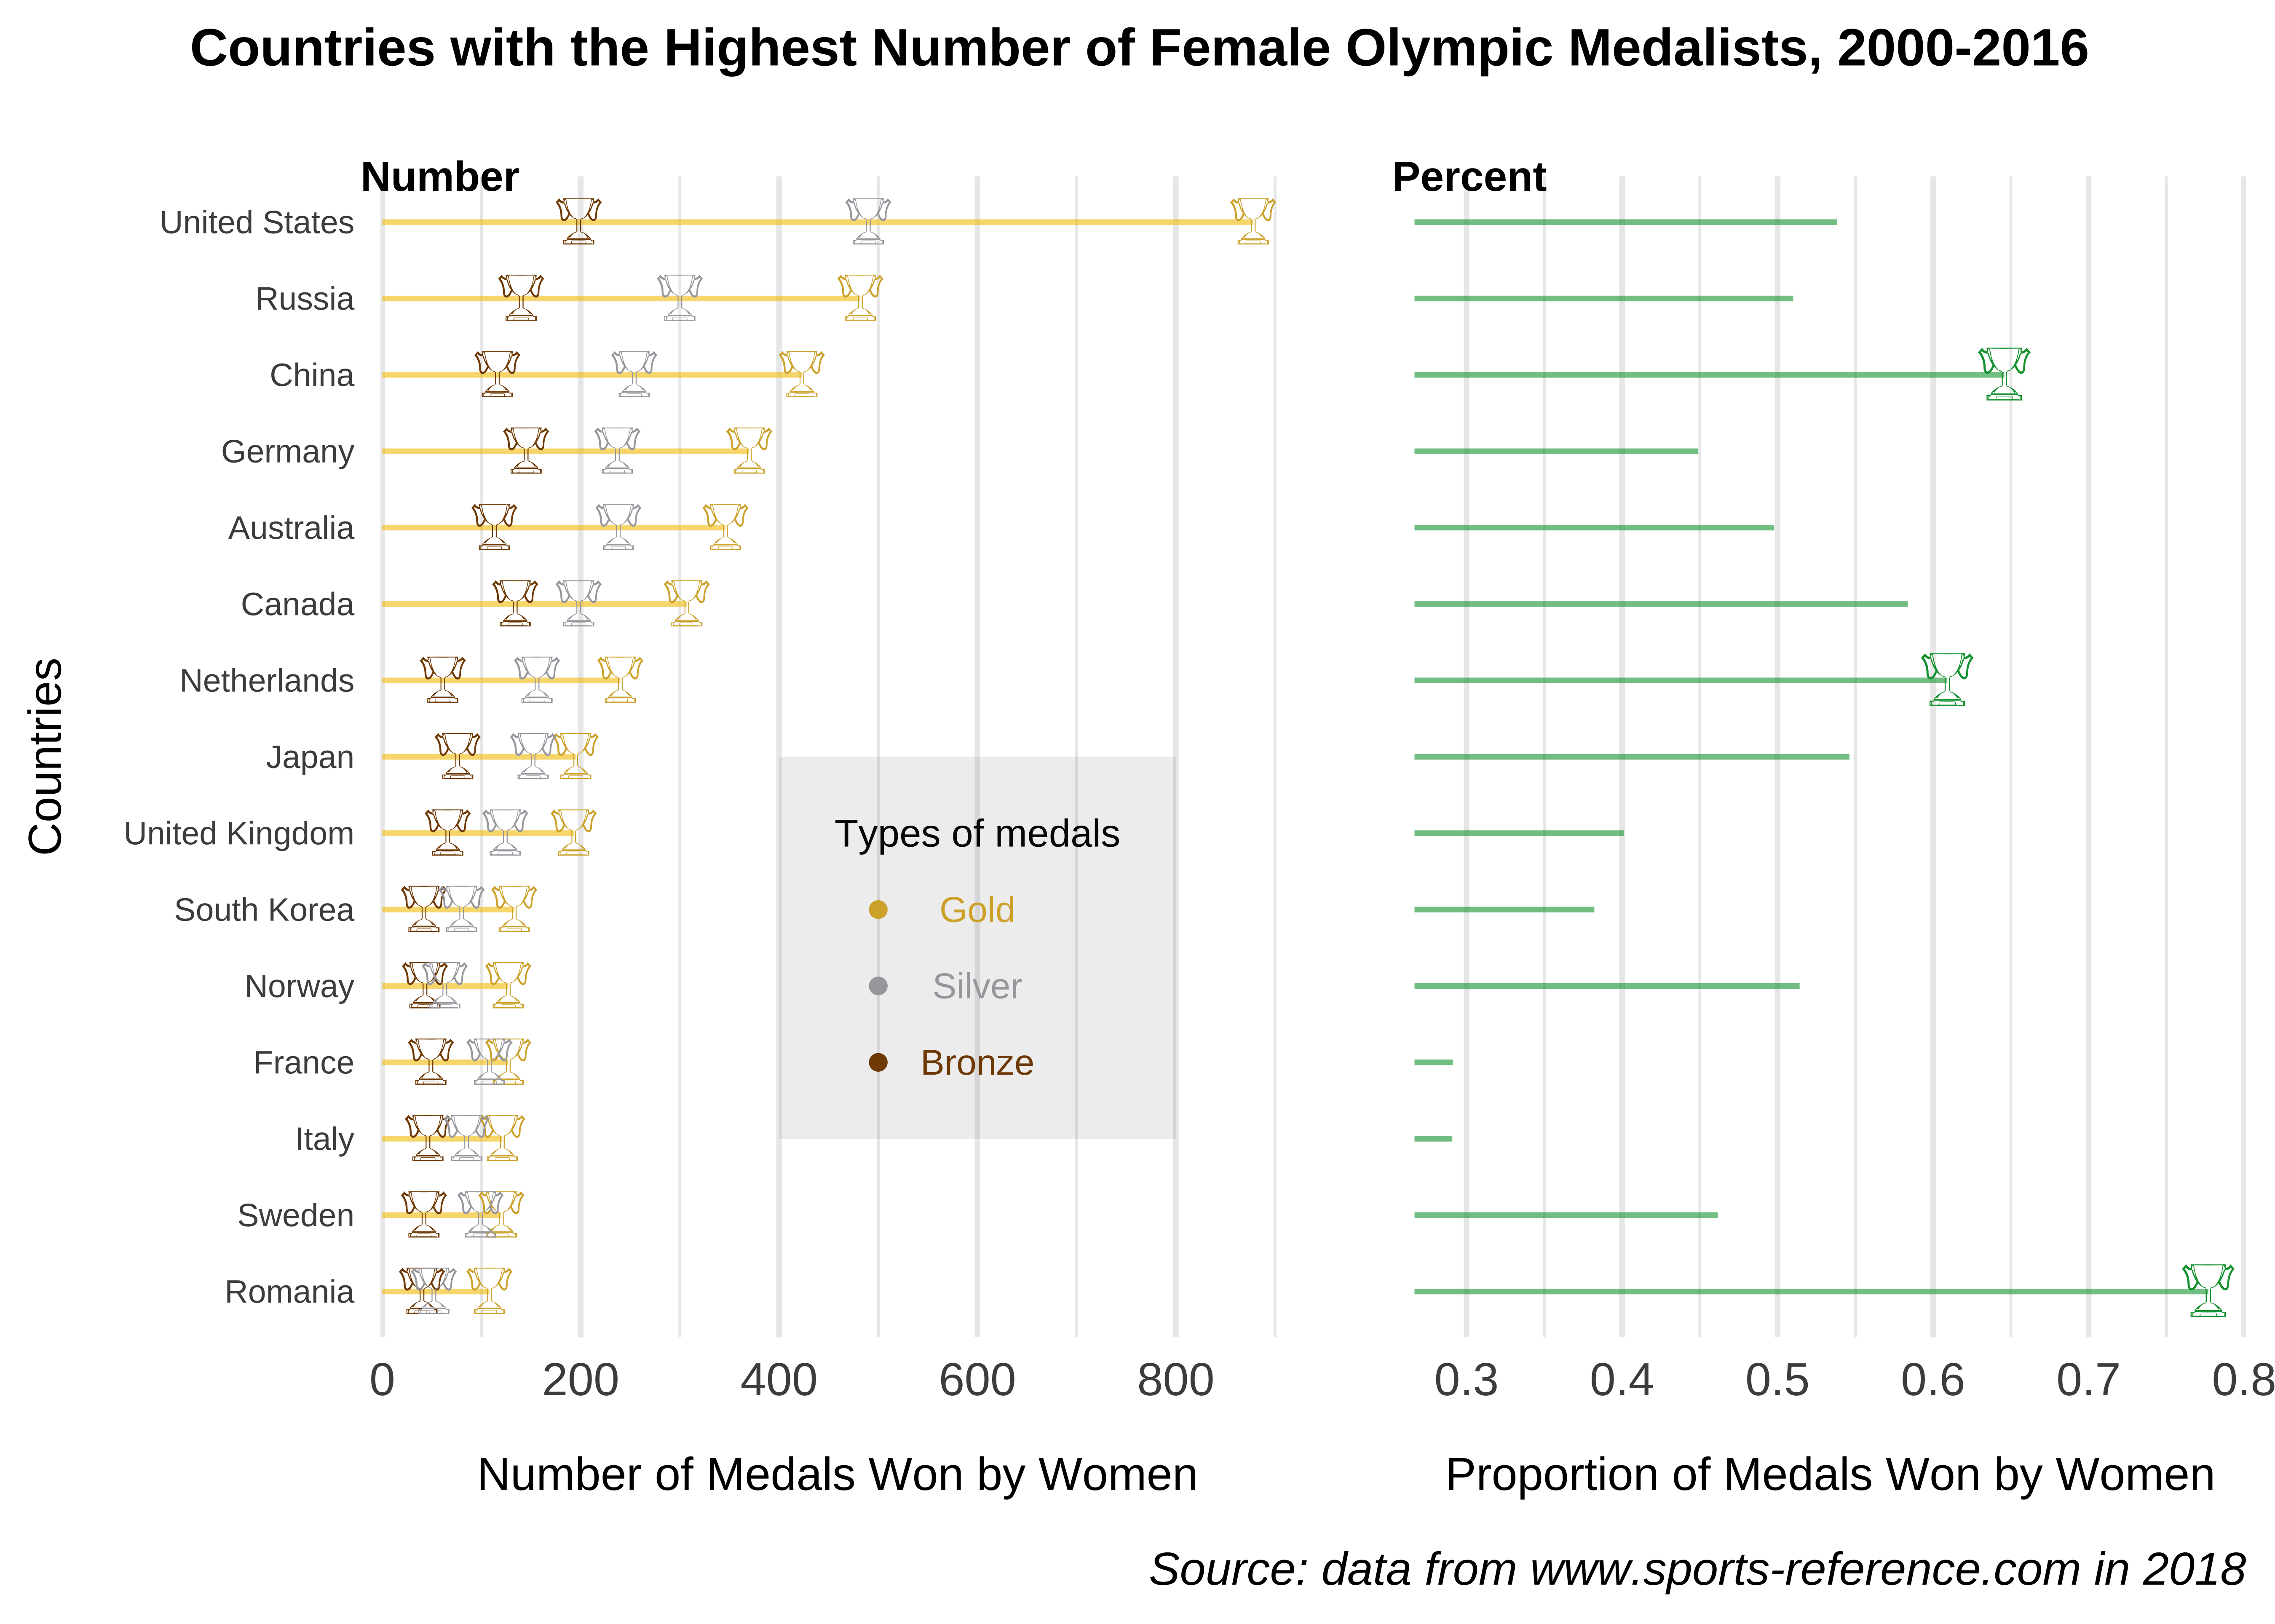 Countries with the Highest Number of Female Olympic Medalists, 2000-2016
Number
Percent
Countries
United States
Russia
China
Germany
Australia
Canada
Netherlands
Japan
United Kingdom
South Korea
Norway
France
Italy
Sweden
Romania
Types of medals
Gold
Silver
Bronze
0 200 400 600 800
0.3 0.4 0.5 0.6 0.7 0.8
Number of Medals Won by Women
Proportion of Medals Won by Women
Source: data from www.sports-reference.com in 2018